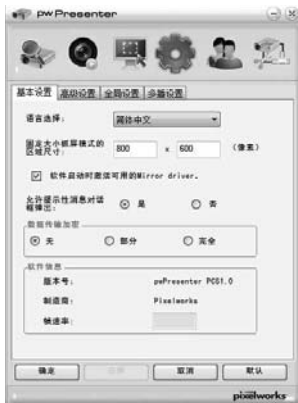 pwPresenter
基本设置 高级设置 全局设置 多播设置
语言选择： 简体中文
固定大小截屏模式的
区域尺寸： 800 x 600 （像素）
软件启动时激活可用的Mirror driver.
允许提示性消息对话
框弹出： 是 否
数据传输加密
无 部分 完全
软件信息
版本号： pwPresenter PCG1.0
制造商： Pixelworks
帧速率：
确定 取消 默认
pixelworks